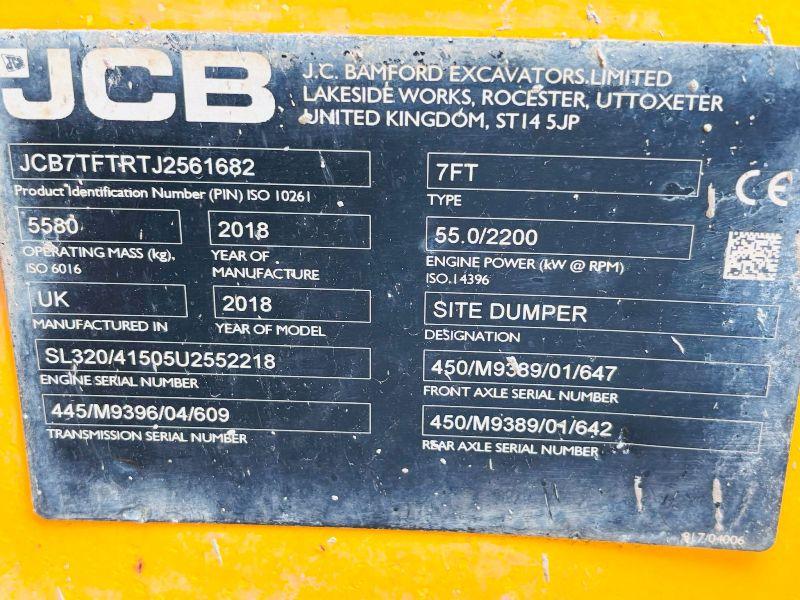 JCB
J.C. BAMFORD EXCAVATORS.LIMITED
LAKESIDE WORKS, ROCESTER, UTTOXETER
UNITED KINGDOM, ST14 5JP
JCB7TFTRTJ2561682
Product Identification Number (PIN) ISO 10261
7FT
TYPE
CE
5580
OPERATING MASS (kg),
ISO 6016
2018
YEAR OF
MANUFACTURE
55.0/2200
ENGINE POWER (kW @ RPM)
ISO.14396
UK
MANUFACTURED IN
2018
YEAR OF MODEL
SITE DUMPER
DESIGNATION
SL320/41505U2552218
ENGINE SERIAL NUMBER
450/M9389/01/647
FRONT AXLE SERIAL NUMBER
445/M9396/04/609
TRANSMISSION SERIAL NUMBER
450/M9389/01/642
REAR AXLE SERIAL NUMBER
817/04006